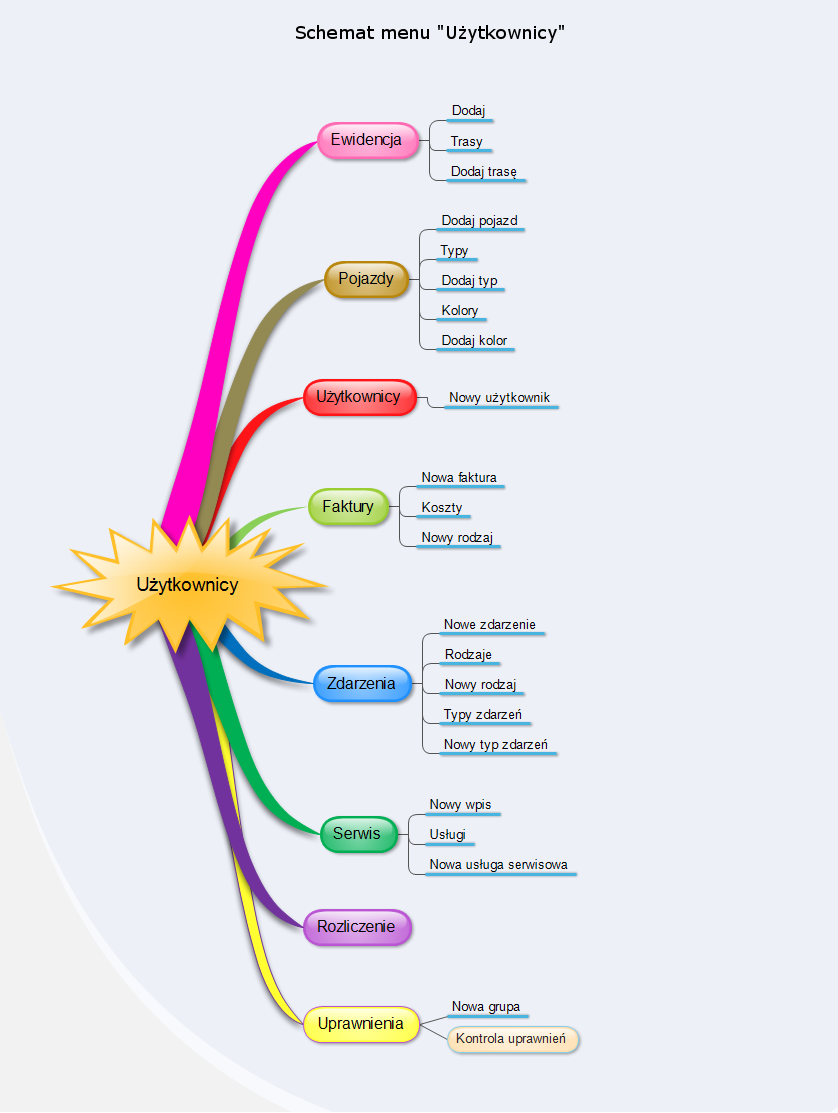 Schemat menu "Użytkownicy"
Ewidencja
Dodaj
Trasy
Dodaj trasę
Pojazdy
Dodaj pojazd
Typy
Dodaj typ
Kolory
Dodaj kolor
Użytkownicy
Nowy użytkownik
Faktury
Nowa faktura
Koszty
Nowy rodzaj
Użytkownicy
Zdarzenia
Nowe zdarzenie
Rodzaje
Nowy rodzaj
Typy zdarzeń
Nowy typ zdarzeń
Serwis
Nowy wpis
Usługi
Nowa usługa serwisowa
Rozliczenie
Uprawnienia
Nowa grupa
Kontrola uprawnień